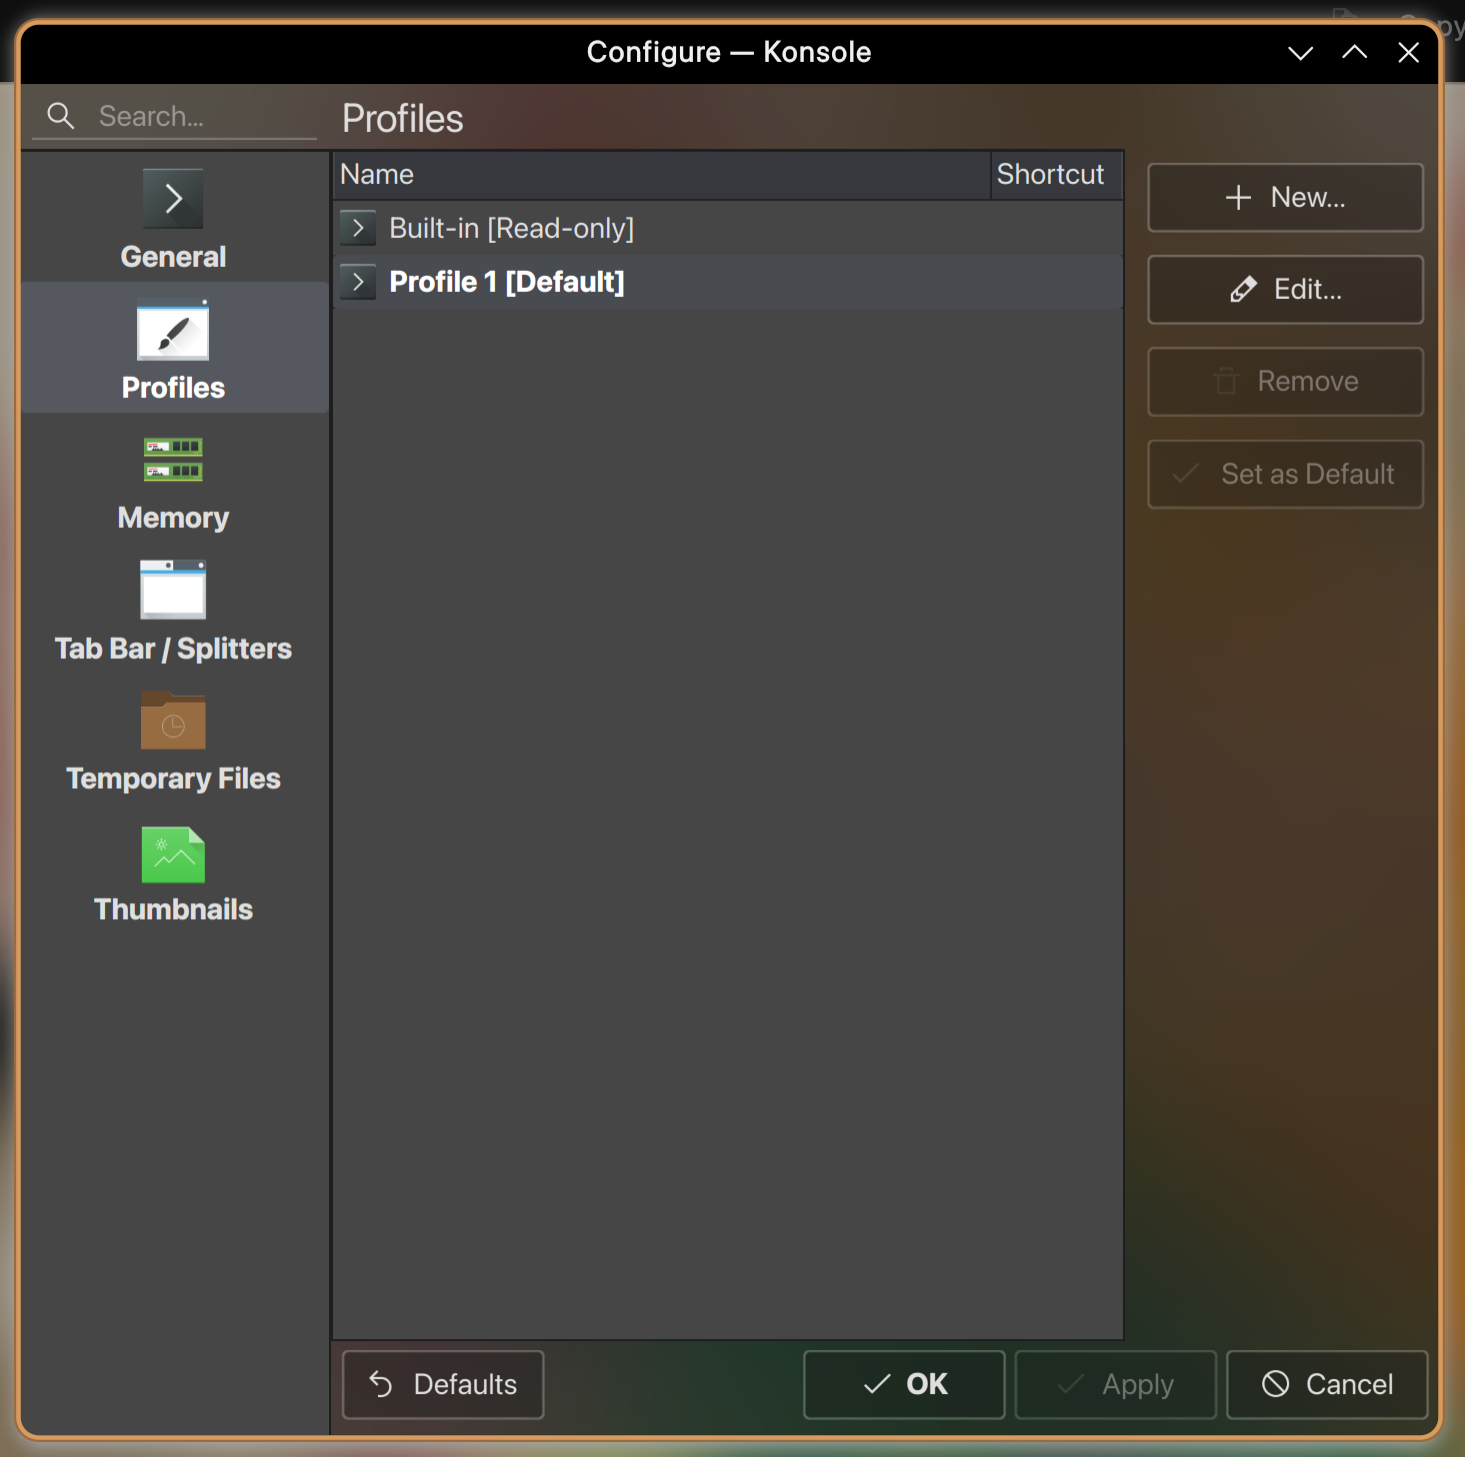 Configure — Konsole
Search...
Profiles
General
Profiles
Memory
Tab Bar / Splitters
Temporary Files
Thumbnails
Name
Shortcut
Built-in [Read-only]
Profile 1 [Default]
New...
Edit...
Remove
Set as Default
Defaults
OK
Apply
Cancel